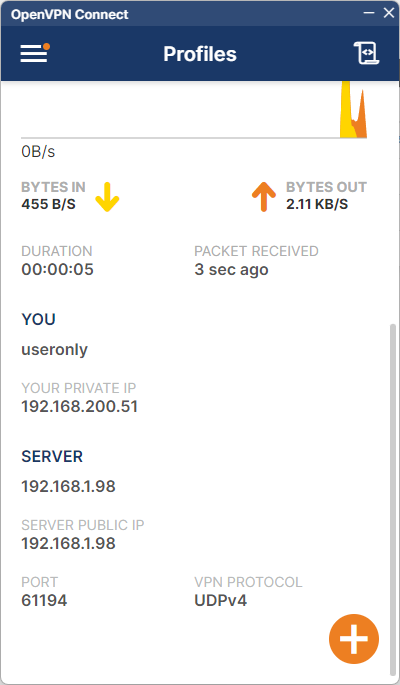 OpenVPN Connect
Profiles
0B/s
BYTES IN
455 B/S
BYTES OUT
2.11 KB/S
DURATION
00:00:05
PACKET RECEIVED
3 sec ago
YOU
useronly
YOUR PRIVATE IP
192.168.200.51
SERVER
192.168.1.98
SERVER PUBLIC IP
192.168.1.98
PORT
61194
VPN PROTOCOL
UDPv4